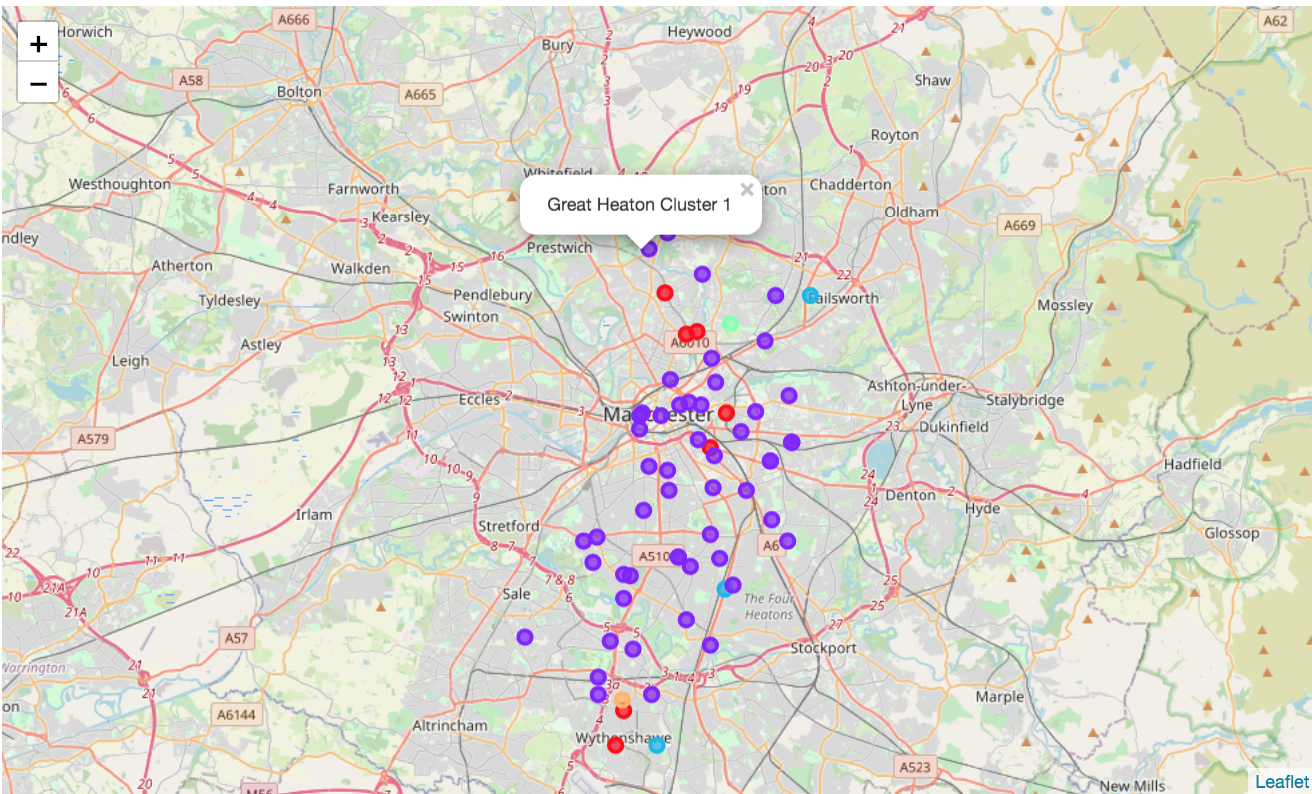 +
−
Horwich
A666
Bury
Heywood
A62
A58
Bolton
A665
Shaw
Royton
Westhoughton
Farnworth
Whitefield
Chadderton
Kearsley
Oldham
A669
Great Heaton Cluster 1
×
ndley
Prestwich
Atherton
Walkden
Tyldesley
Pendlebury
Failsworth
Mossley
Swinton
Astley
A6010
Leigh
Eccles
Manchester
Ashton-under-
Lyne
Stalybridge
Dukinfield
A579
Hadfield
Denton
Hyde
Irlam
Stretford
Glossop
A6
A510
Sale
The Four
Heatons
A57
Stockport
Warrington
Marple
on
A6144
Altrincham
Wythenshawe
A523
New Mills
M56
Leaflet